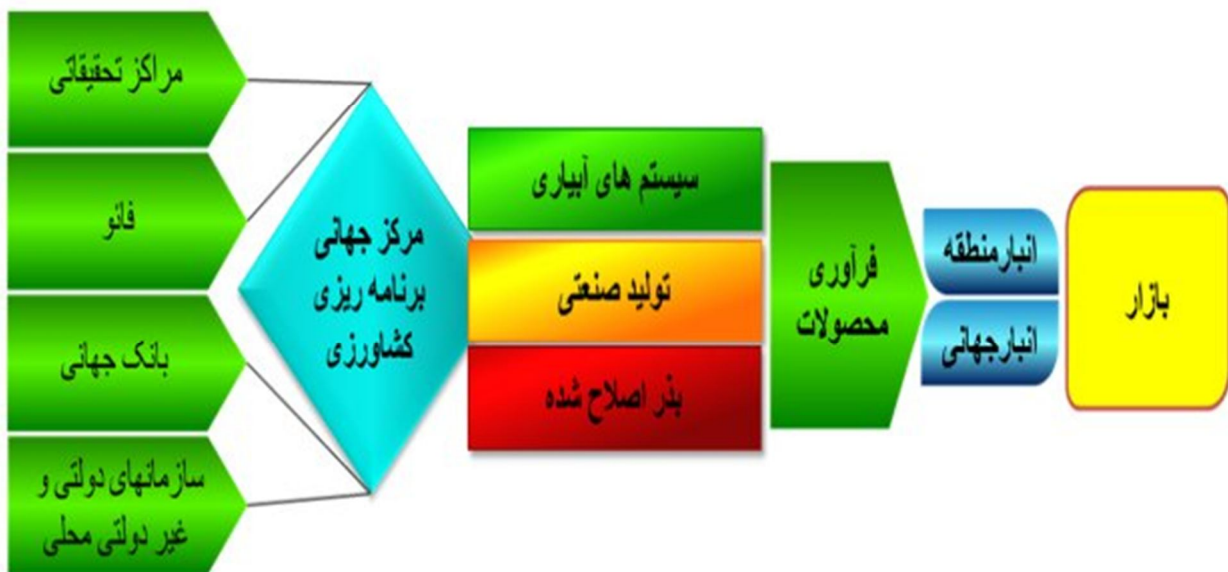 مراکز تحقیقاتی
فائو
بانک جهانی
سازمانهای دولتی و
غیر دولتی محلی
مرکز جهانی
برنامه ریزی
کشاورزی
سیستم های آبیاری
تولید صنعتی
بذر اصلاح شده
فرآوری
محصولات
انبارمنطقه
انبارجهانی
بازار